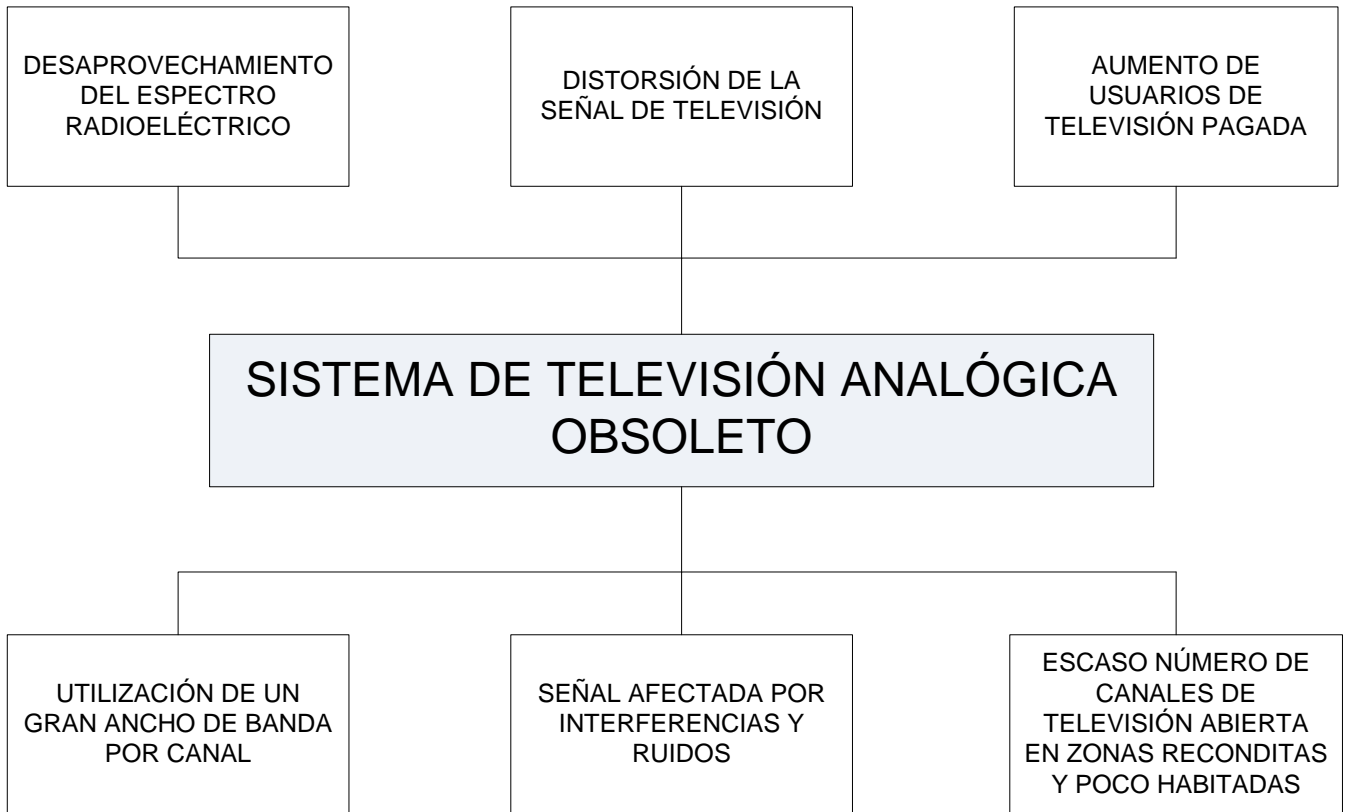 DESAPROVECHAMIENTO
DEL ESPECTRO
RADIOELÉCTRICO
DISTORSIÓN DE LA
SEÑAL DE TELEVISIÓN
AUMENTO DE
USUARIOS DE
TELEVISIÓN PAGADA
SISTEMA DE TELEVISIÓN ANALÓGICA
OBSOLETO
UTILIZACIÓN DE UN
GRAN ANCHO DE BANDA
POR CANAL
SEÑAL AFECTADA POR
INTERFERENCIAS Y
RUIDOS
ESCASO NÚMERO DE
CANALES DE
TELEVISIÓN ABIERTA
EN ZONAS RECONDITAS
Y POCO HABITADAS